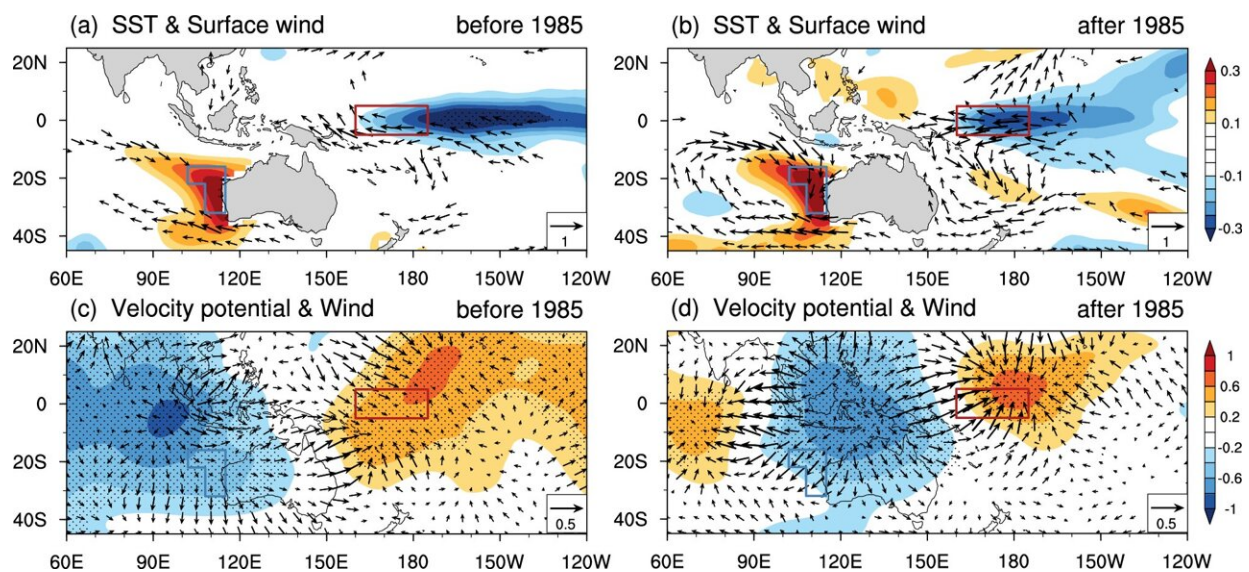 (a) SST & Surface wind before 1985
(b) SST & Surface wind after 1985
20N
0
20S
40S
1
60E 90E 120E 150E 180 150W 120W
20N
0
20S
40S
1
60E 90E 120E 150E 180 150W 120W
0.3
0.1
-0.1
-0.3
(c) Velocity potential & Wind before 1985
(d) Velocity potential & Wind after 1985
20N
0
20S
40S
0.5
60E 90E 120E 150E 180 150W 120W
20N
0
20S
40S
0.5
60E 90E 120E 150E 180 150W 120W
1
0.6
0.2
-0.2
-0.6
-1